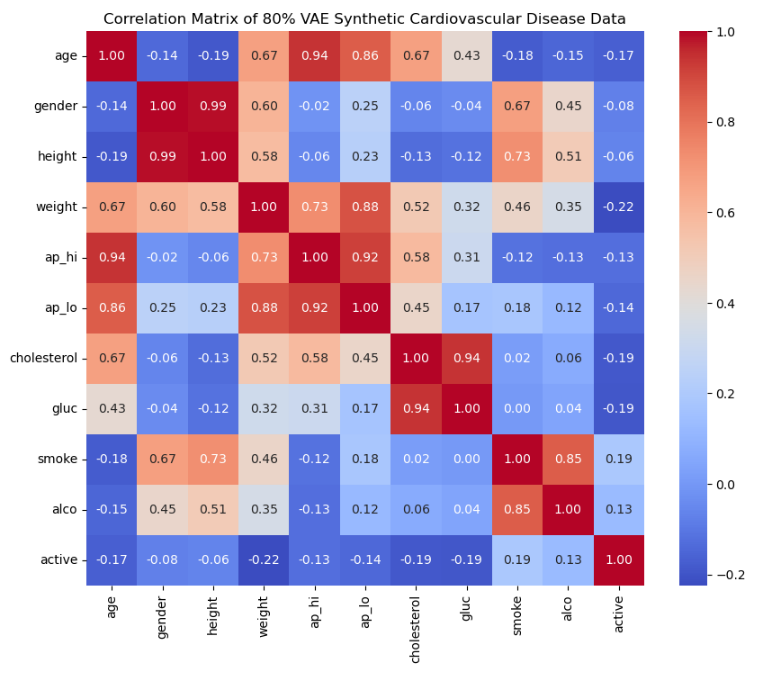 Correlation Matrix of 80% VAE Synthetic Cardiovascular Disease Data
age 1.00 -0.14 -0.19 0.67 0.94 0.86 0.67 0.43 -0.18 -0.15 -0.17
gender -0.14 1.00 0.99 0.60 -0.02 0.25 -0.06 -0.04 0.67 0.45 -0.08
height -0.19 0.99 1.00 0.58 -0.06 0.23 -0.13 -0.12 0.73 0.51 -0.06
weight 0.67 0.60 0.58 1.00 0.73 0.88 0.52 0.32 0.46 0.35 -0.22
ap_hi 0.94 -0.02 -0.06 0.73 1.00 0.92 0.58 0.31 -0.12 -0.13 -0.13
ap_lo 0.86 0.25 0.23 0.88 0.92 1.00 0.45 0.17 0.18 0.12 -0.14
cholesterol 0.67 -0.06 -0.13 0.52 0.58 0.45 1.00 0.94 0.02 0.06 -0.19
gluc 0.43 -0.04 -0.12 0.32 0.31 0.17 0.94 1.00 0.00 0.04 -0.19
smoke -0.18 0.67 0.73 0.46 -0.12 0.18 0.02 0.00 1.00 0.85 0.19
alco -0.15 0.45 0.51 0.35 -0.13 0.12 0.06 0.04 0.85 1.00 0.13
active -0.17 -0.08 -0.06 -0.22 -0.13 -0.14 -0.19 -0.19 0.19 0.13 1.00
age gender height weight ap_hi ap_lo cholesterol gluc smoke alco active
1.0
0.8
0.6
0.4
0.2
0.0
−0.2